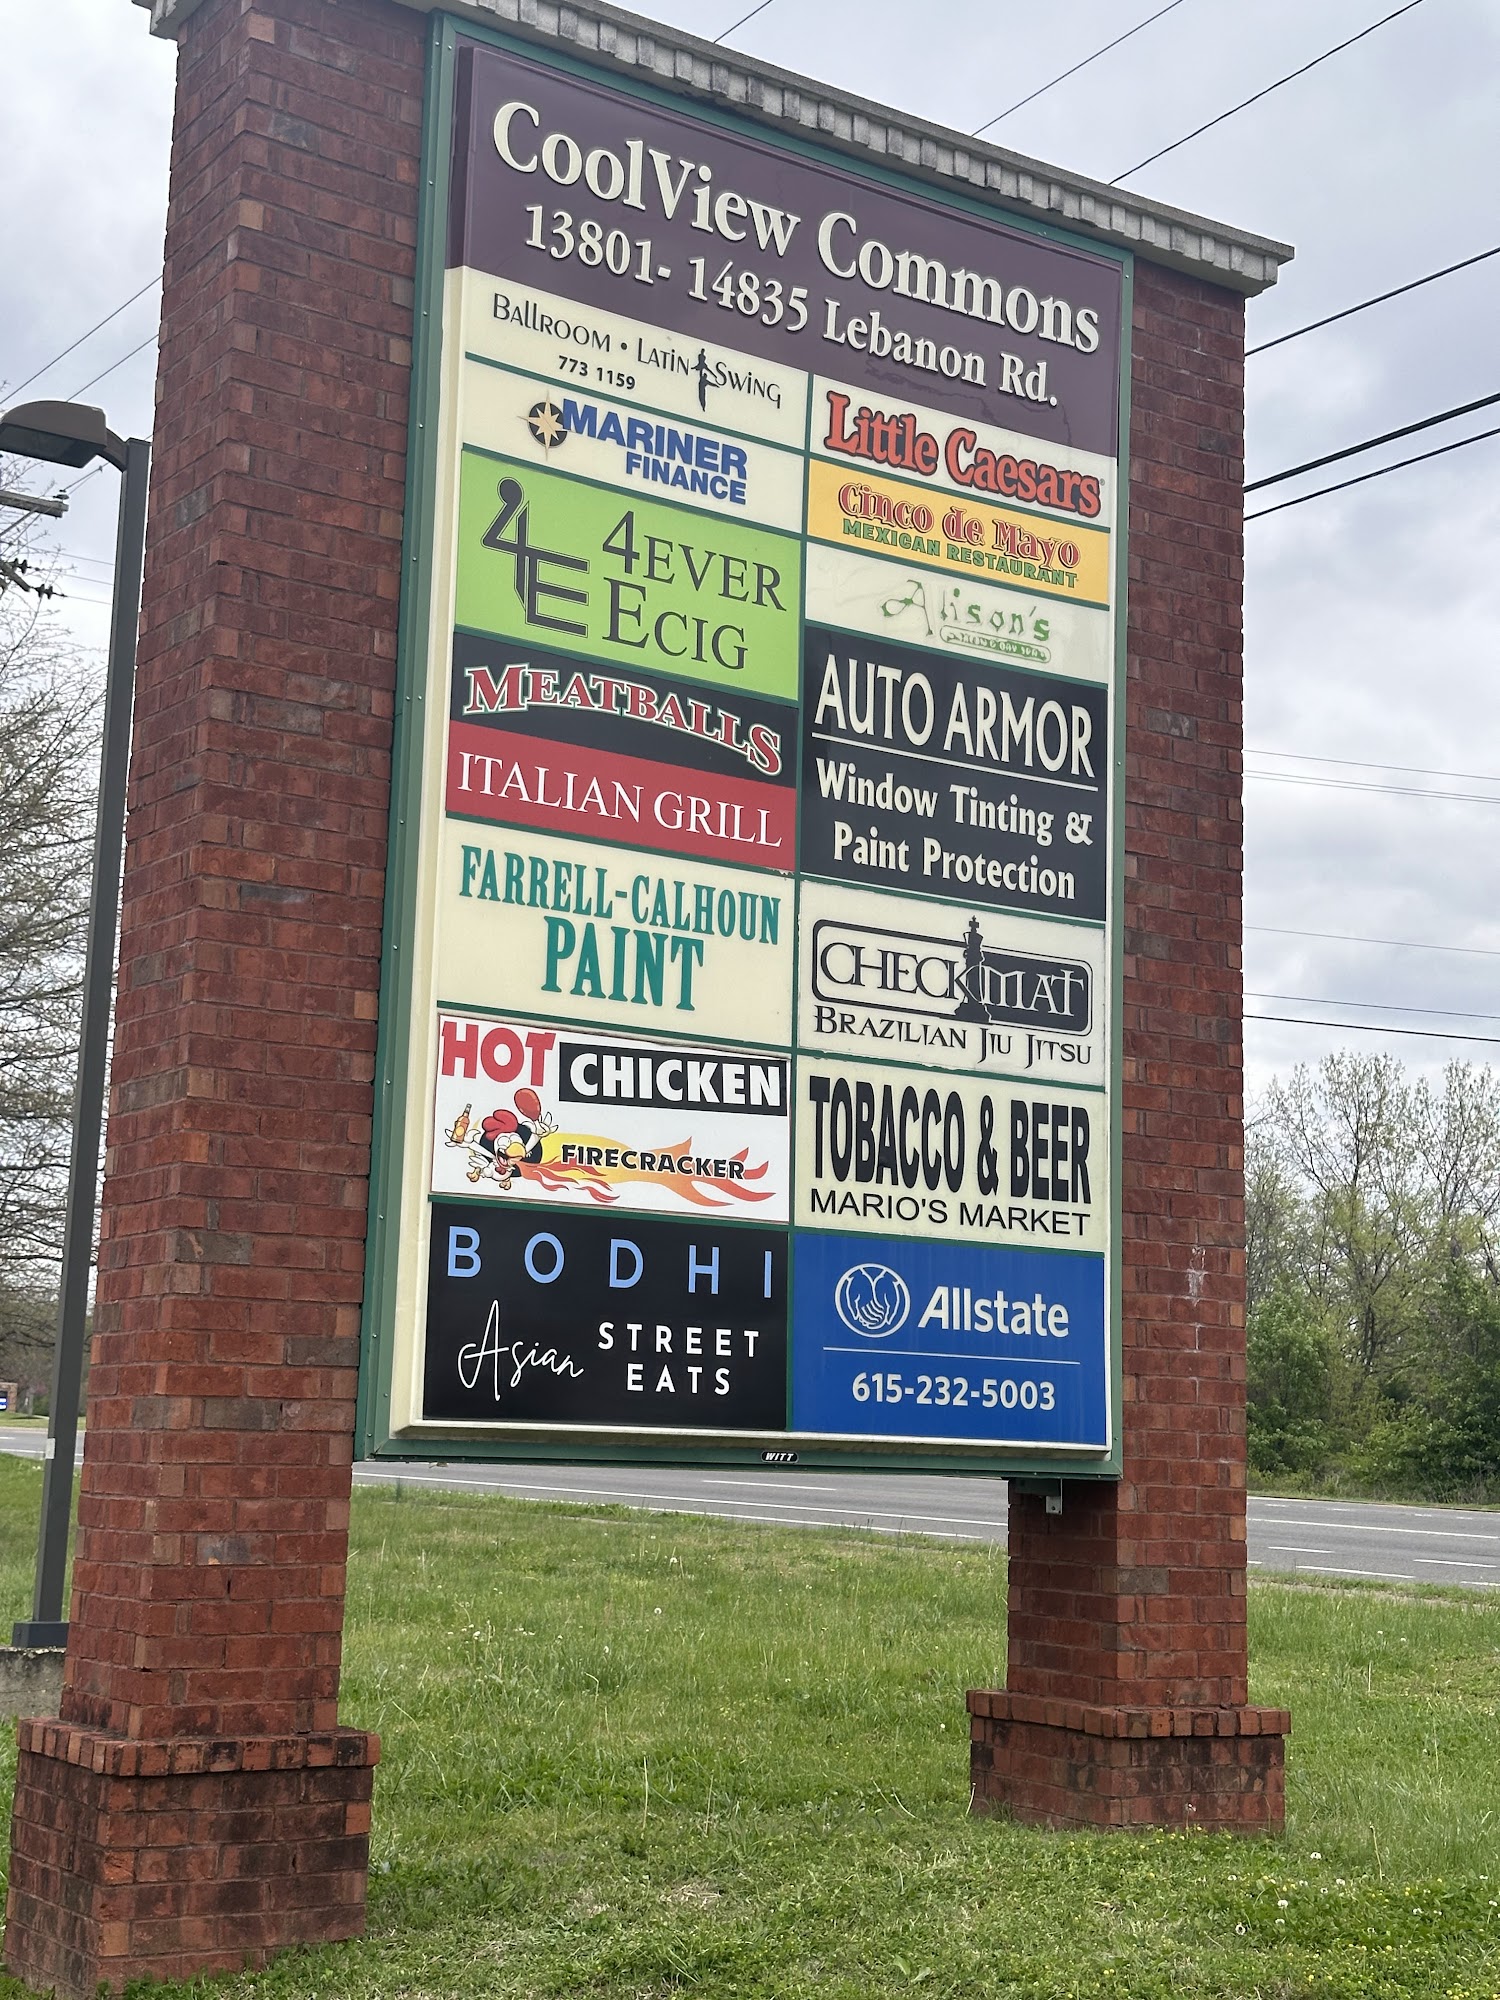 CoolView Commons
13801- 14835 Lebanon Rd.
Ballroom • Latin Swing
773 1159
MARINER
FINANCE
4E
4EVER
ECIG
MEATBALLS
ITALIAN GRILL
FARRELL-CALHOUN
PAINT
HOT CHICKEN
FIRECRACKER
BODHI
Asian STREET
EATS
Little Caesars
Cinco de Mayo
MEXICAN RESTAURANT
Alison's
AUTO ARMOR
Window Tinting &
Paint Protection
CHECKMAT
BRAZILIAN JIU JITSU
TOBACCO & BEER
MARIO'S MARKET
Allstate
615-232-5003
WITT